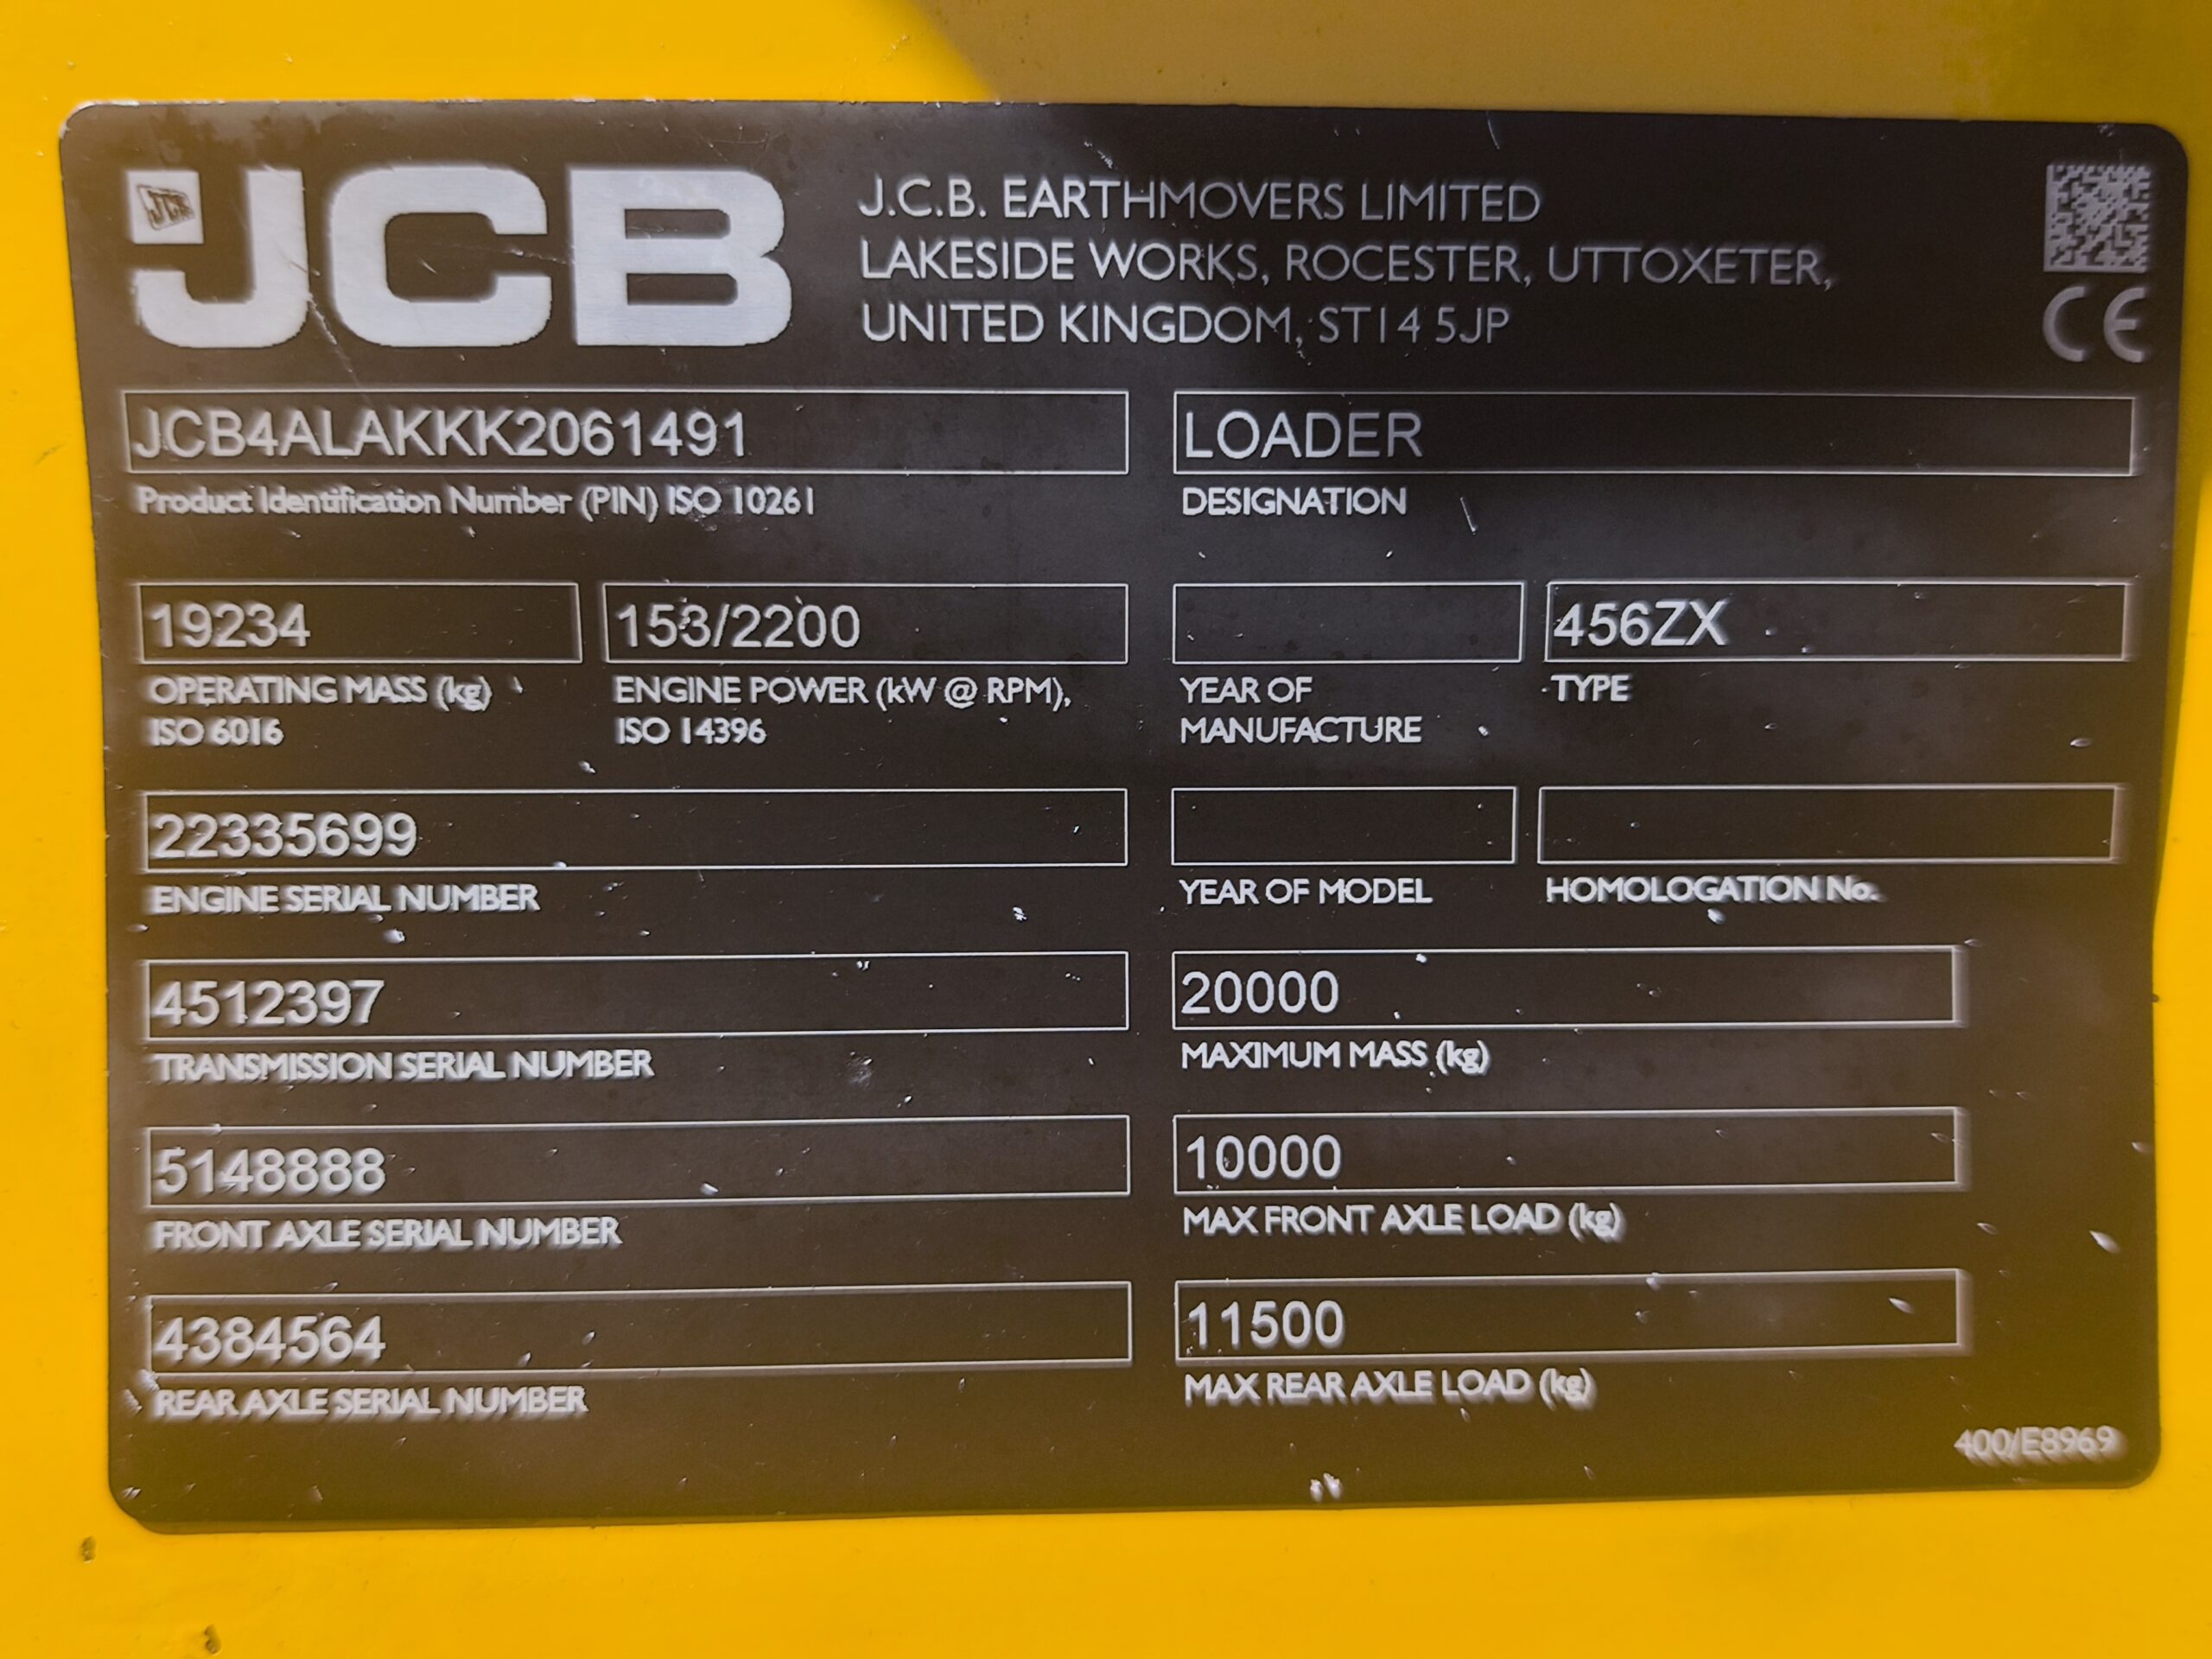 JCB
JCB
J.C.B. EARTHMOVERS LIMITED
LAKESIDE WORKS, ROCESTER, UTTOXETER,
UNITED KINGDOM, ST14 5JP
CE
JCB4ALAKKK2061491
Product Identification Number (PIN) ISO 10261
LOADER
DESIGNATION
19234
OPERATING MASS (kg)
ISO 6016
153/2200
ENGINE POWER (kW @ RPM),
ISO 14396
YEAR OF
MANUFACTURE
456ZX
TYPE
22335699
ENGINE SERIAL NUMBER
YEAR OF MODEL
HOMOLOGATION No.
4512397
TRANSMISSION SERIAL NUMBER
20000
MAXIMUM MASS (kg)
5148888
FRONT AXLE SERIAL NUMBER
10000
MAX FRONT AXLE LOAD (kg)
4384564
REAR AXLE SERIAL NUMBER
11500
MAX REAR AXLE LOAD (kg)
400/E8969